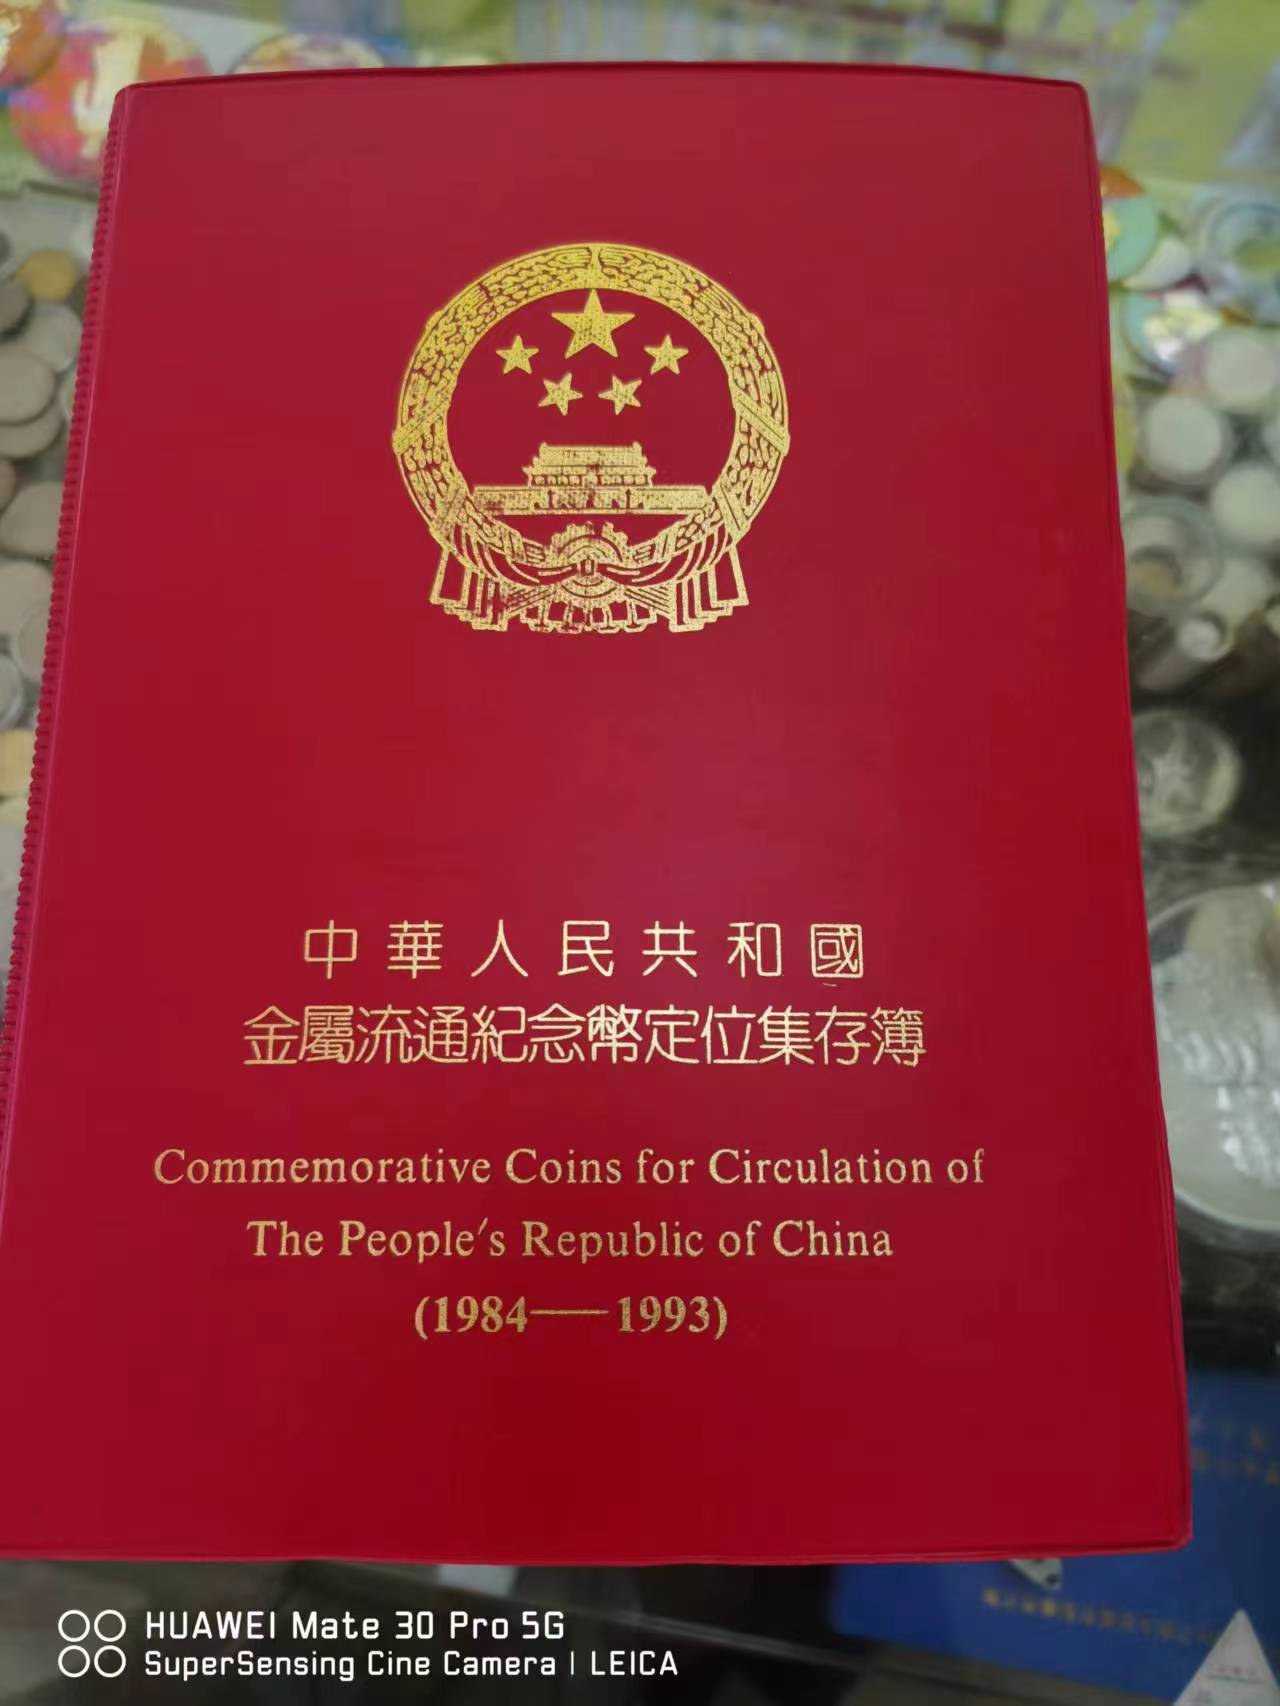 中華人民共和國
金屬流通紀念幣定位集存簿
Commemorative Coins for Circulation of
The People's Republic of China
(1984——1993)
HUAWEI Mate 30 Pro 5G
SuperSensing Cine Camera | LEICA